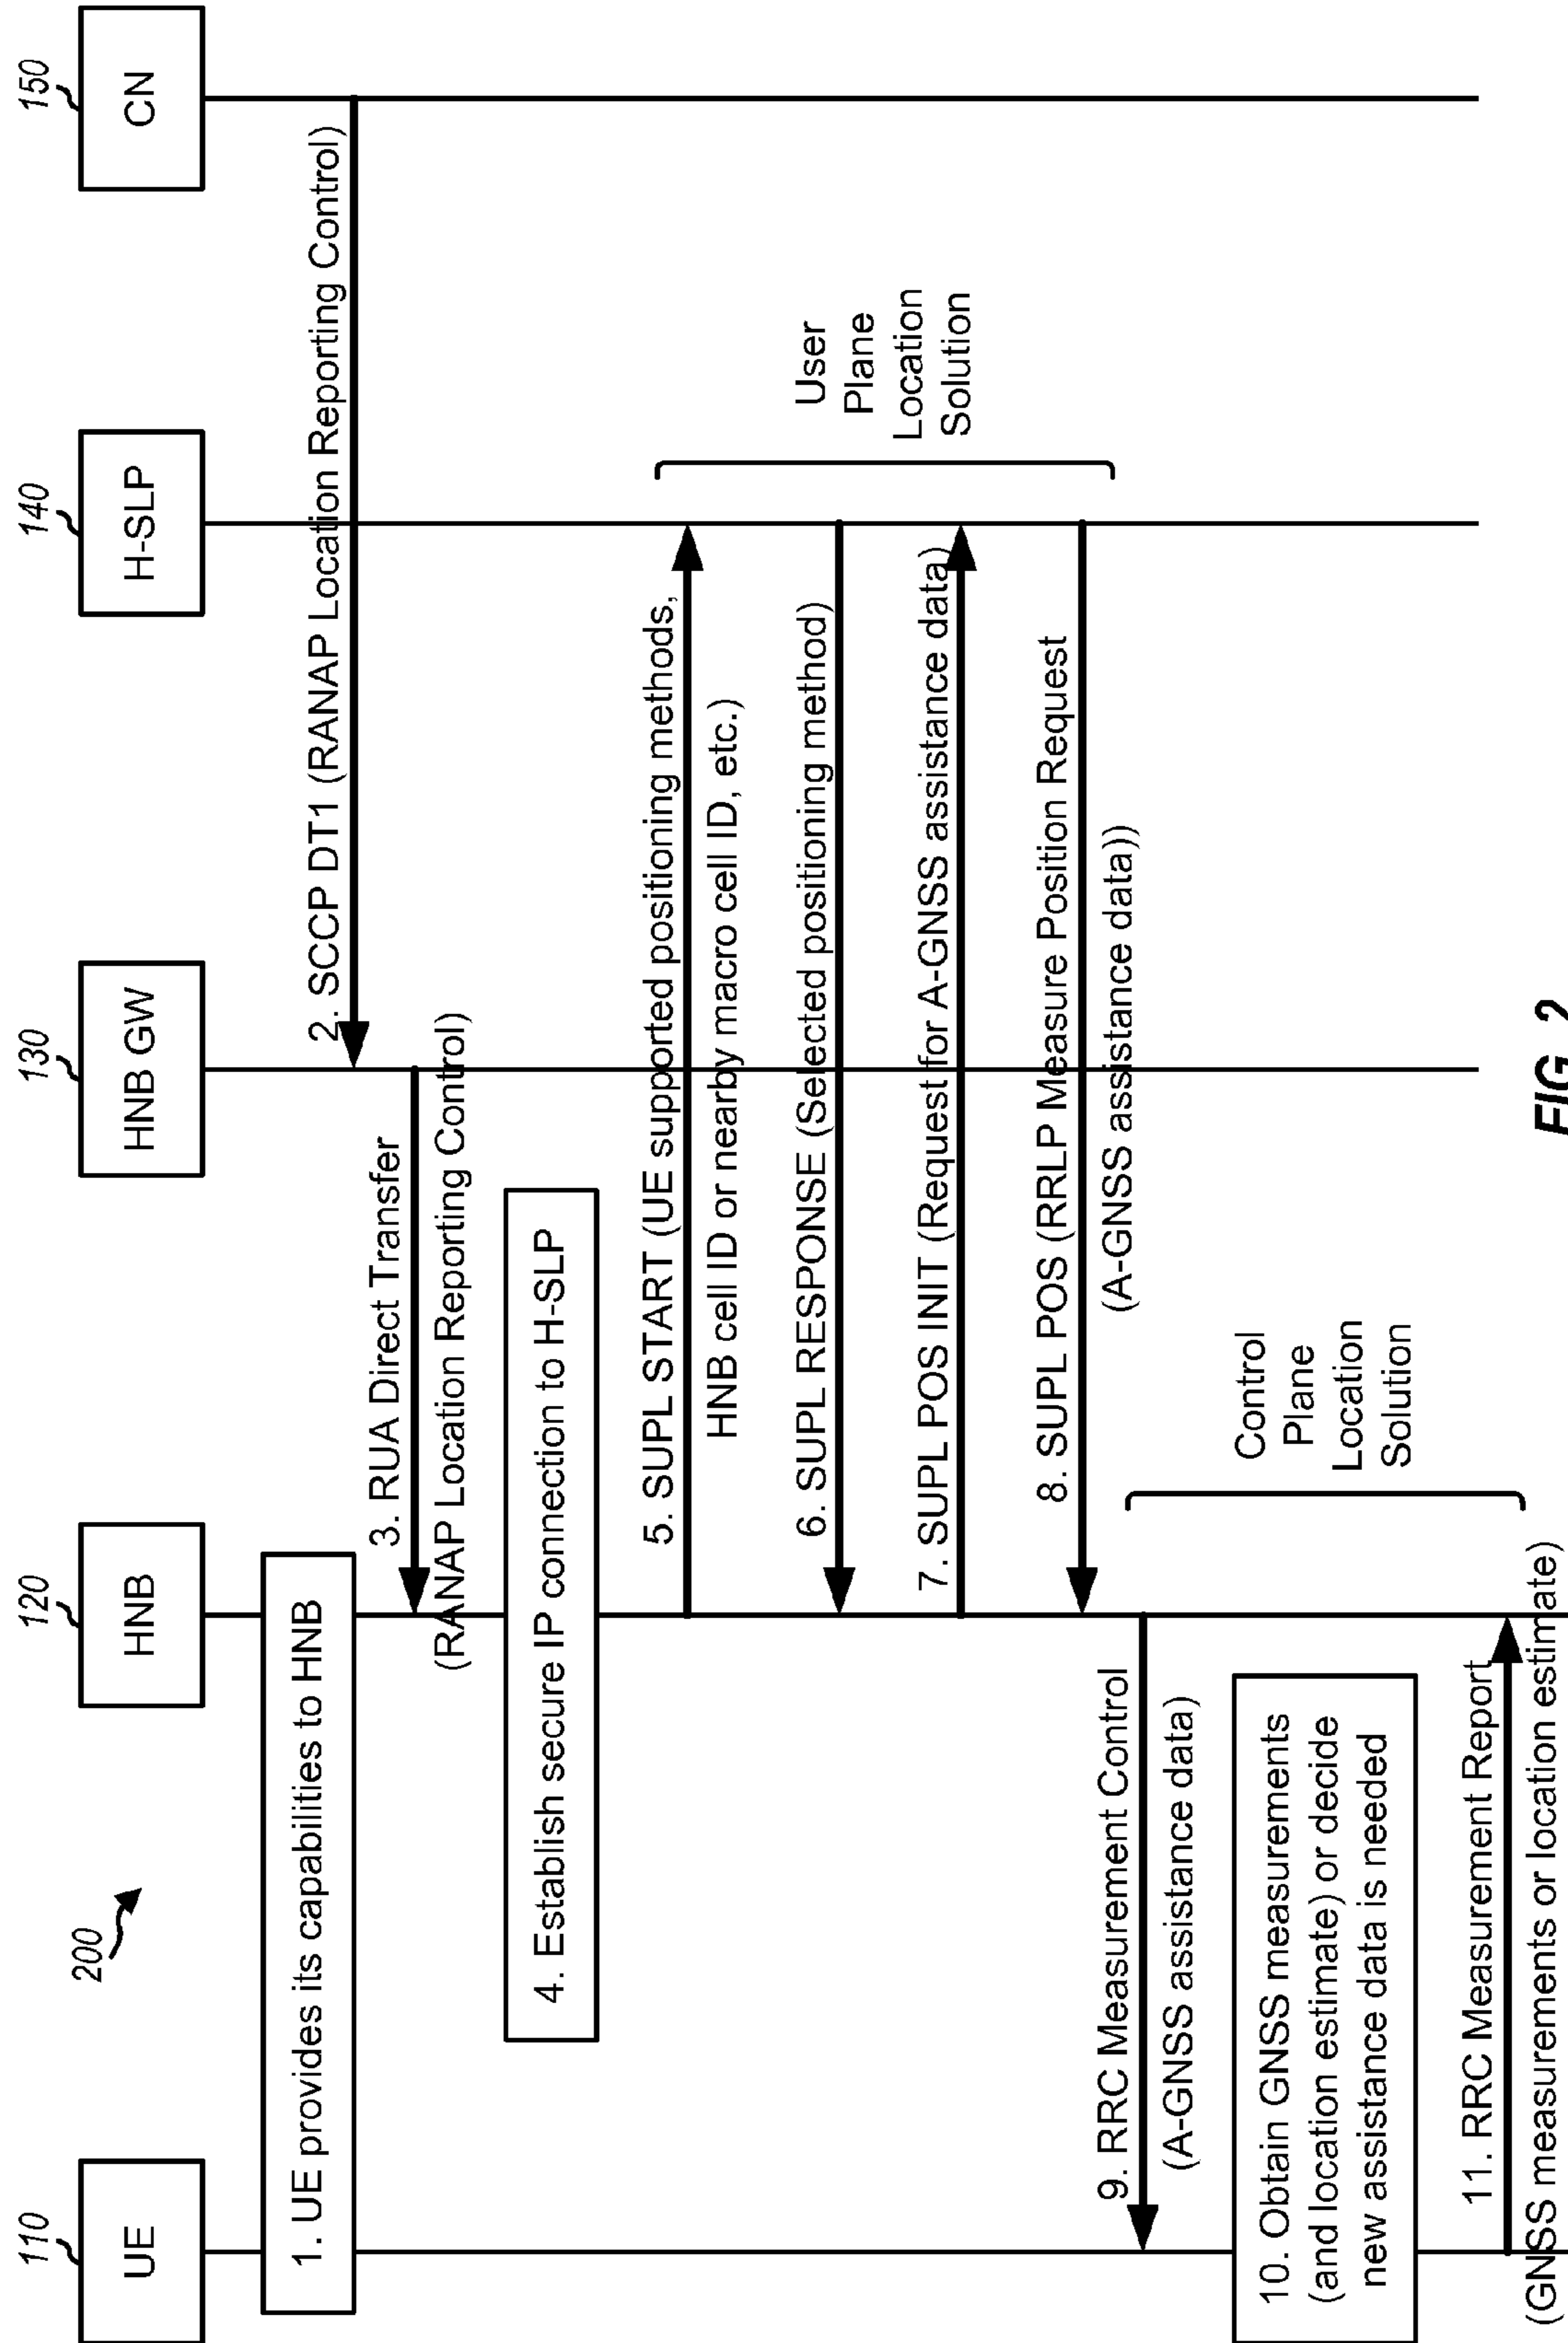 200
110
UE
120
HNB
130
HNB GW
140
H-SLP
150
CN
1. UE provides its capabilities to HNB
2. SCCP DT1 (RANAP Location Reporting Control)
3. RUA Direct Transfer
(RANAP Location Reporting Control)
4. Establish secure IP connection to H-SLP
5. SUPL START (UE supported positioning methods,
HNB cell ID or nearby macro cell ID, etc.)
6. SUPL RESPONSE (Selected positioning method)
7. SUPL POS INIT (Request for A-GNSS assistance data)
8. SUPL POS (RRLP Measure Position Request
(A-GNSS assistance data))
User
Plane
Location
Solution
9. RRC Measurement Control
(A-GNSS assistance data)
10. Obtain GNSS measurements
(and location estimate) or decide
new assistance data is needed
11. RRC Measurement Report
(GNSS measurements or location estimate)
Control
Plane
Location
Solution
FIG. 2